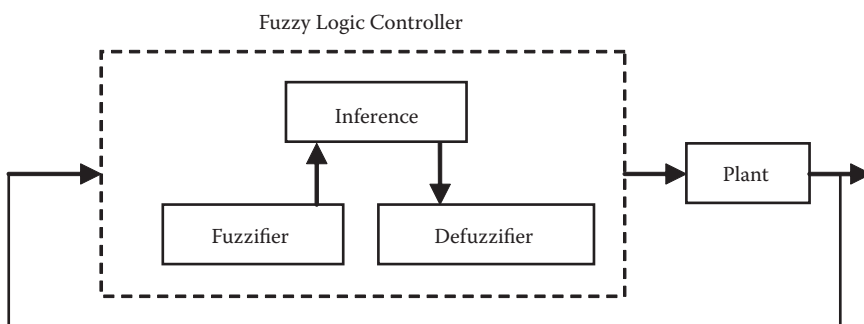 Fuzzy Logic Controller
Inference
Plant
Fuzzifier
Defuzzifier